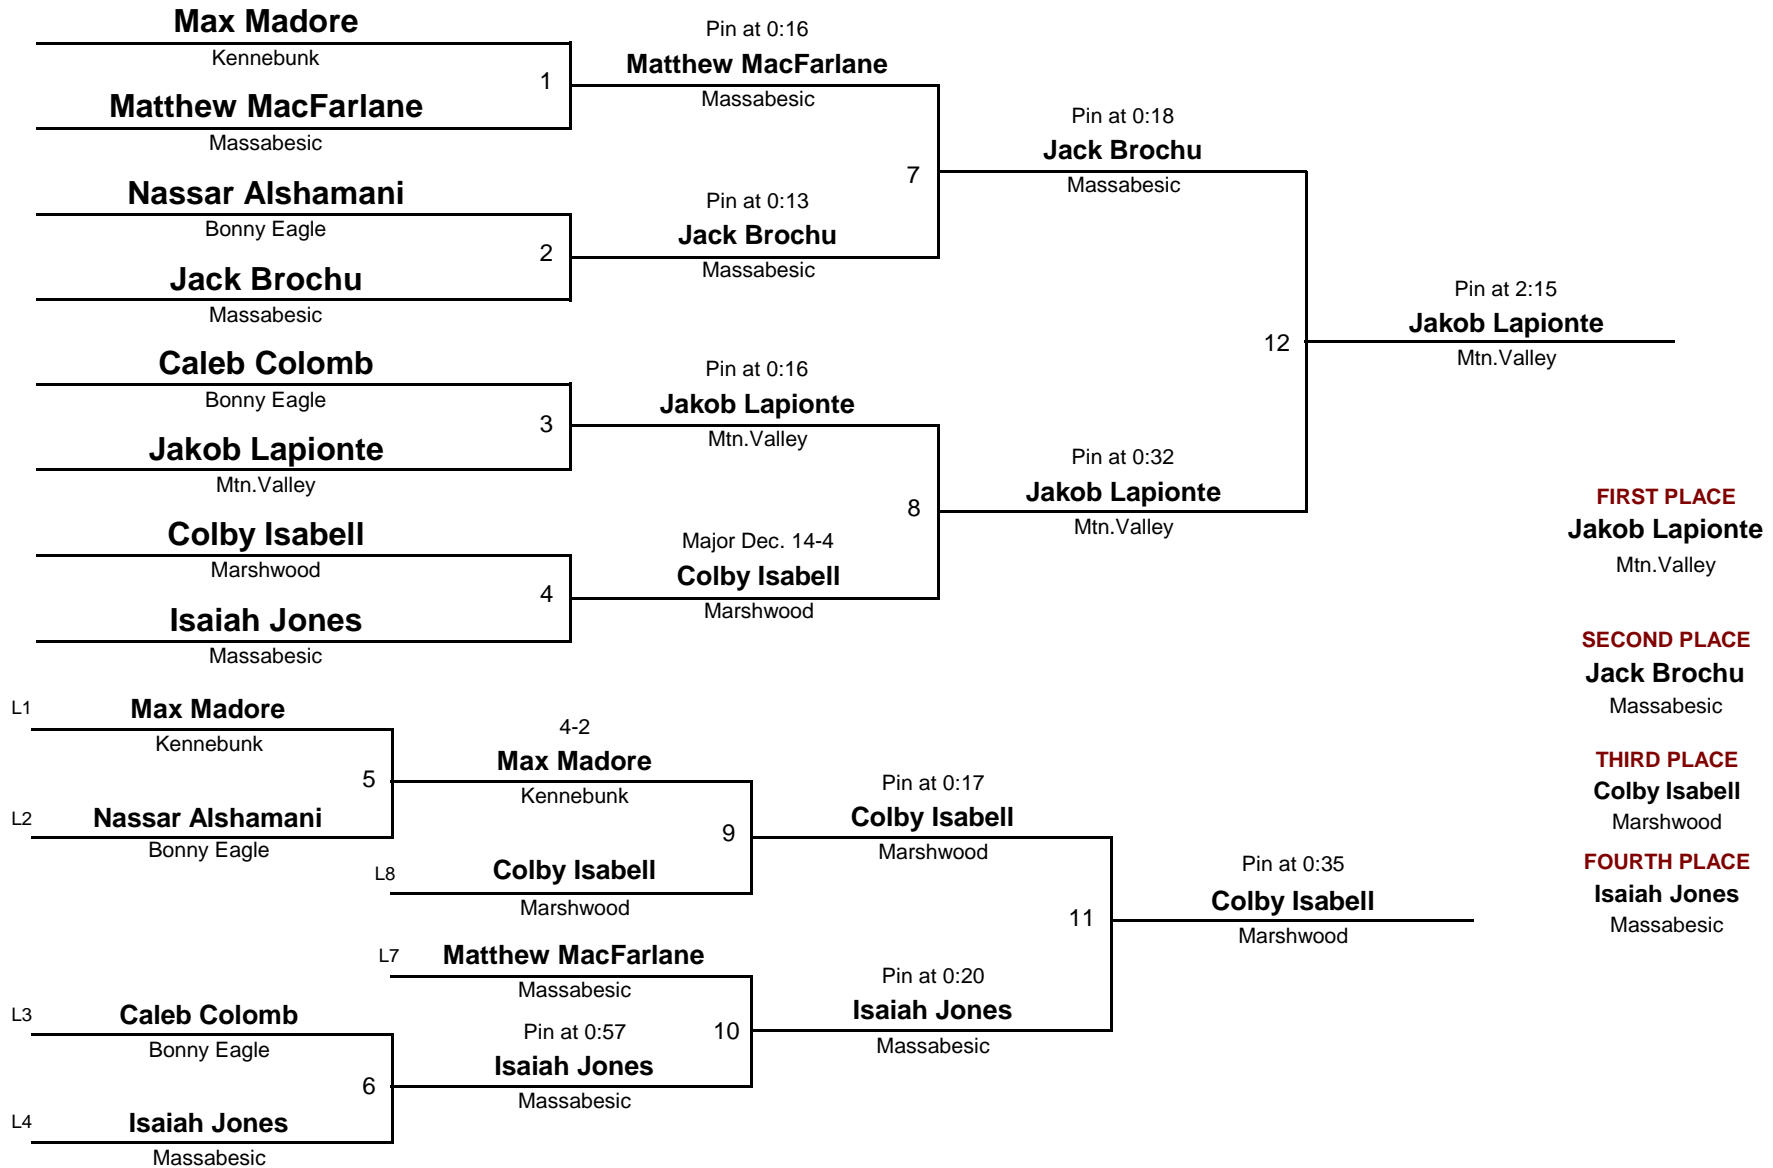 Max Madore
Kennebunk
1
Matthew MacFarlane
Massabesic
Pin at 0:16
Matthew MacFarlane
Massabesic
Nassar Alshamani
Bonny Eagle
2
Jack Brochu
Massabesic
Pin at 0:13
Jack Brochu
Massabesic
7
Pin at 0:18
Jack Brochu
Massabesic
Caleb Colomb
Bonny Eagle
3
Jakob Lapionte
Mtn.Valley
Pin at 0:16
Jakob Lapionte
Mtn.Valley
Colby Isabell
Marshwood
4
Isaiah Jones
Massabesic
Major Dec. 14-4
Colby Isabell
Marshwood
8
Pin at 0:32
Jakob Lapionte
Mtn.Valley
12
Pin at 2:15
Jakob Lapionte
Mtn.Valley
FIRST PLACE
Jakob Lapionte
Mtn.Valley
SECOND PLACE
Jack Brochu
Massabesic
THIRD PLACE
Colby Isabell
Marshwood
FOURTH PLACE
Isaiah Jones
Massabesic
L1
Max Madore
Kennebunk
5
L2
Nassar Alshamani
Bonny Eagle
4-2
Max Madore
Kennebunk
9
L8
Colby Isabell
Marshwood
Pin at 0:17
Colby Isabell
Marshwood
L7
Matthew MacFarlane
Massabesic
L3
Caleb Colomb
Bonny Eagle
6
L4
Isaiah Jones
Massabesic
Pin at 0:57
Isaiah Jones
Massabesic
10
Pin at 0:20
Isaiah Jones
Massabesic
11
Pin at 0:35
Colby Isabell
Marshwood